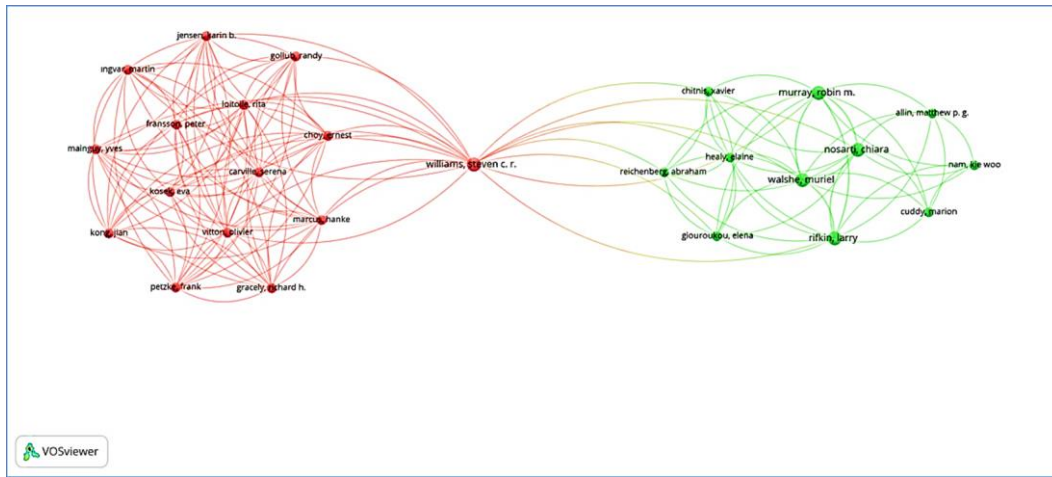 jensen, karin b.
gollub, randy
ingvar, martin
loitoile, rita
fransson, peter
choy, ernest
mainguy, yves
carville, serena
kosek, eva
marcus, hanke
kong, jian
vitton, olivier
petzke, frank
gracely, richard h.
williams, steven c. r.
chitnis, xavier
murray, robin m.
allin, matthew p. g.
nosarti, chiara
healy, elaine
reichenberg, abraham
nam, kie woo
walshe, muriel
cuddy, marion
giouroukou, elena
rifkin, larry
VOSviewer